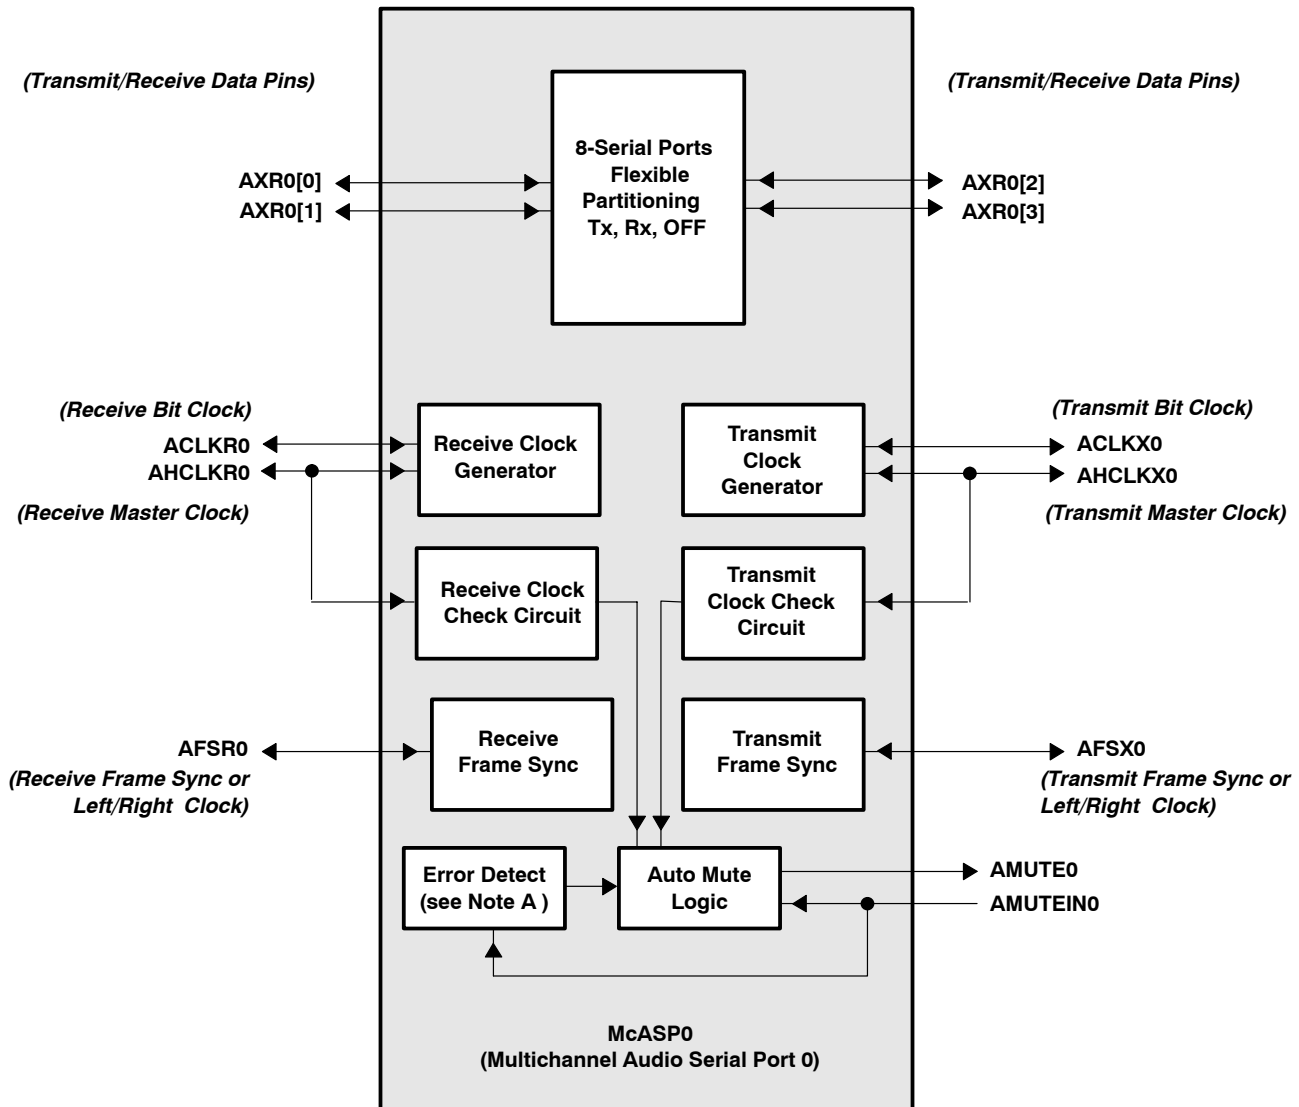 (Transmit/Receive Data Pins)
(Transmit/Receive Data Pins)
8-Serial Ports
Flexible
Partitioning
Tx, Rx, OFF
AXR0[0]
AXR0[1]
AXR0[2]
AXR0[3]
(Receive Bit Clock)
ACLKR0
AHCLKR0
(Receive Master Clock)
Receive Clock
Generator
Transmit
Clock
Generator
(Transmit Bit Clock)
ACLKX0
AHCLKX0
(Transmit Master Clock)
Receive Clock
Check Circuit
Transmit
Clock Check
Circuit
AFSR0
(Receive Frame Sync or
Left/Right Clock)
Receive
Frame Sync
Transmit
Frame Sync
AFSX0
(Transmit Frame Sync or
Left/Right Clock)
Error Detect
(see Note A )
Auto Mute
Logic
AMUTE0
AMUTEIN0
McASP0
(Multichannel Audio Serial Port 0)